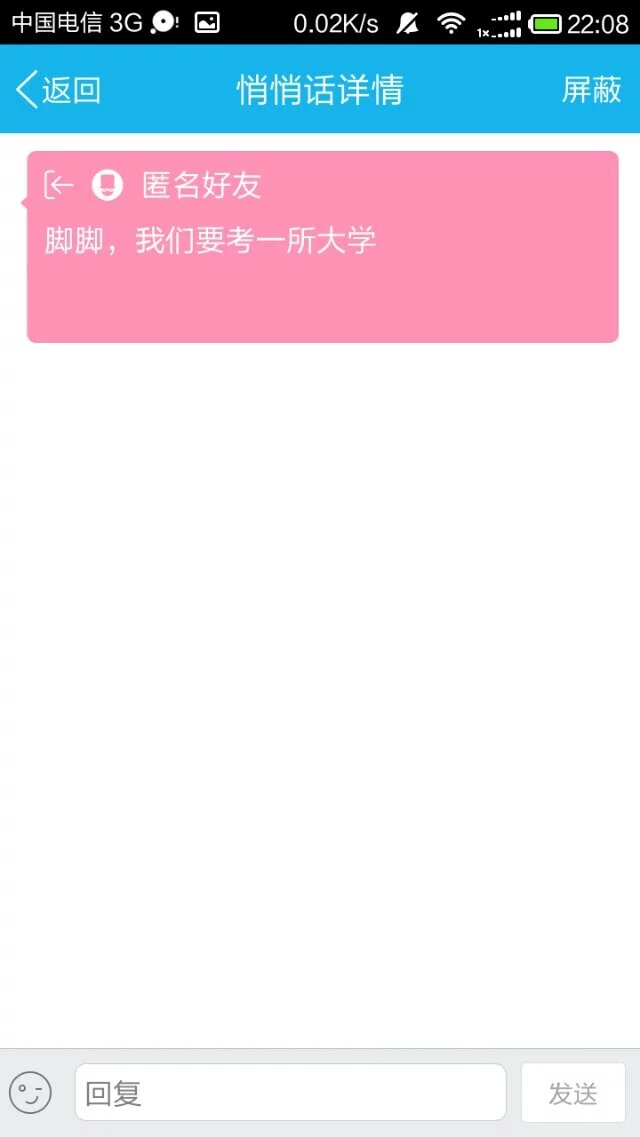 中国电信 3G 0.02K/s 1x 22:08
返回 悄悄话详情 屏蔽
匿名好友
脚脚，我们要考一所大学
回复 发送